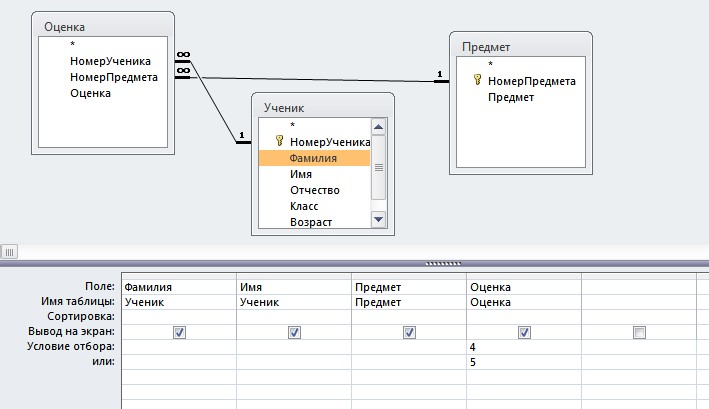 Оценка
*
НомерУченика
НомерПредмета
Оценка
∞
∞
1
1
Ученик
*
НомерУченика
Фамилия
Имя
Отчество
Класс
Возраст
Предмет
*
НомерПредмета
Предмет
Поле: Фамилия Имя Предмет Оценка
Имя таблицы: Ученик Ученик Предмет Оценка
Сортировка:
Вывод на экран:
Условие отбора: 4
или: 5